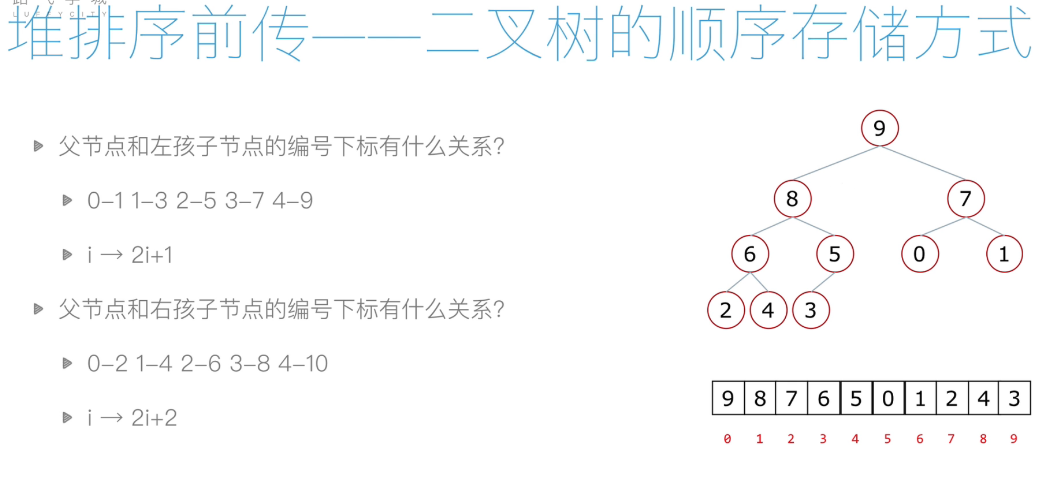 LUFFYCITY
堆排序前传——二叉树的顺序存储方式
父节点和左孩子节点的编号下标有什么关系?
0–1 1–3 2–5 3–7 4–9
i → 2i+1
父节点和右孩子节点的编号下标有什么关系?
0–2 1–4 2–6 3–8 4–10
i → 2i+2
9
8 7
6 5 0 1
2 4 3
9 8 7 6 5 0 1 2 4 3
0 1 2 3 4 5 6 7 8 9